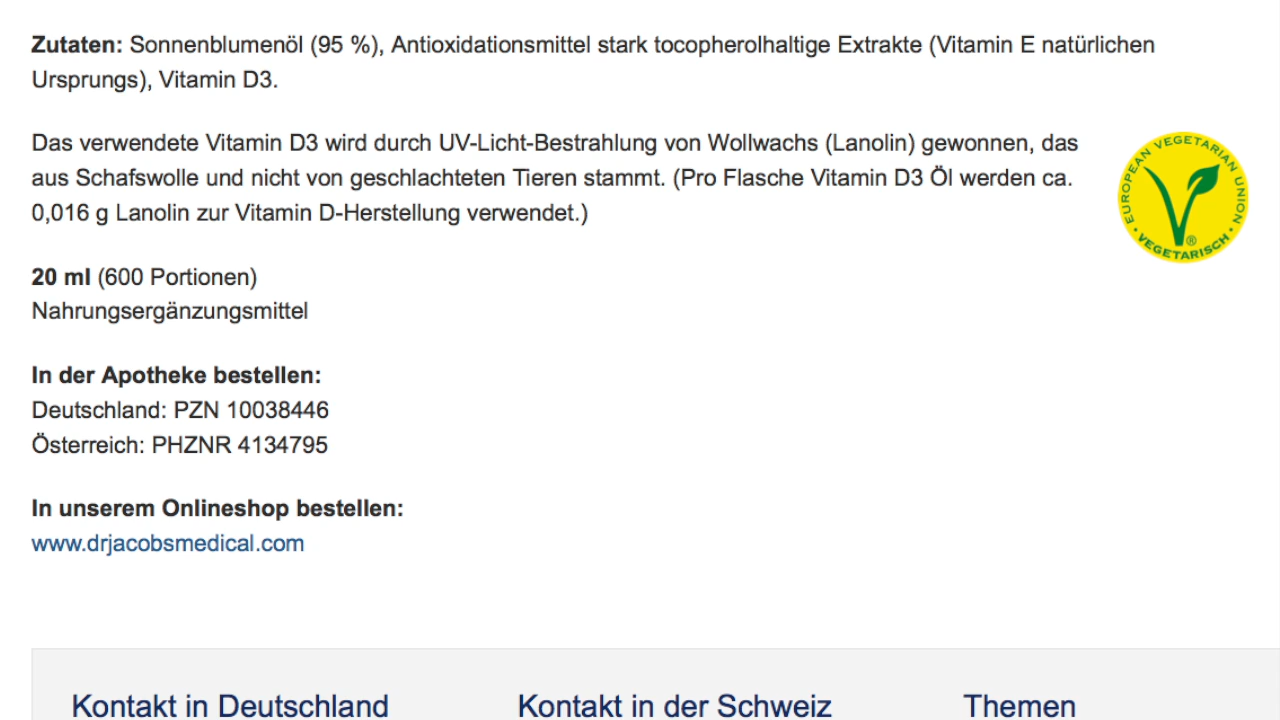 Zutaten: Sonnenblumenöl (95 %), Antioxidationsmittel stark tocopherolhaltige Extrakte (Vitamin E natürlichen
Ursprungs), Vitamin D3.
Das verwendete Vitamin D3 wird durch UV-Licht-Bestrahlung von Wollwachs (Lanolin) gewonnen, das
aus Schafswolle und nicht von geschlachteten Tieren stammt. (Pro Flasche Vitamin D3 Öl werden ca.
0,016 g Lanolin zur Vitamin D-Herstellung verwendet.)
EUROPEAN VEGETARIAN UNION
• VEGETARISCH •
®
20 ml (600 Portionen)
Nahrungsergänzungsmittel
In der Apotheke bestellen:
Deutschland: PZN 10038446
Österreich: PHZNR 4134795
In unserem Onlineshop bestellen:
www.drjacobsmedical.com
Kontakt in Deutschland
Kontakt in der Schweiz
Themen